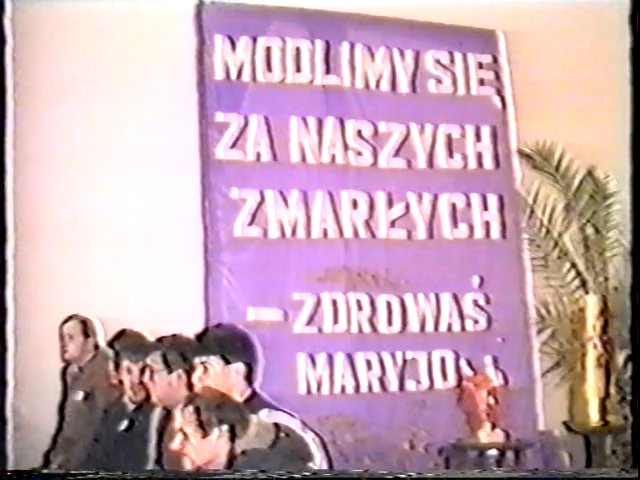 MODLIMY SIĘ
ZA NASZYCH
ZMARŁYCH
– ZDROWAŚ
MARYJO...